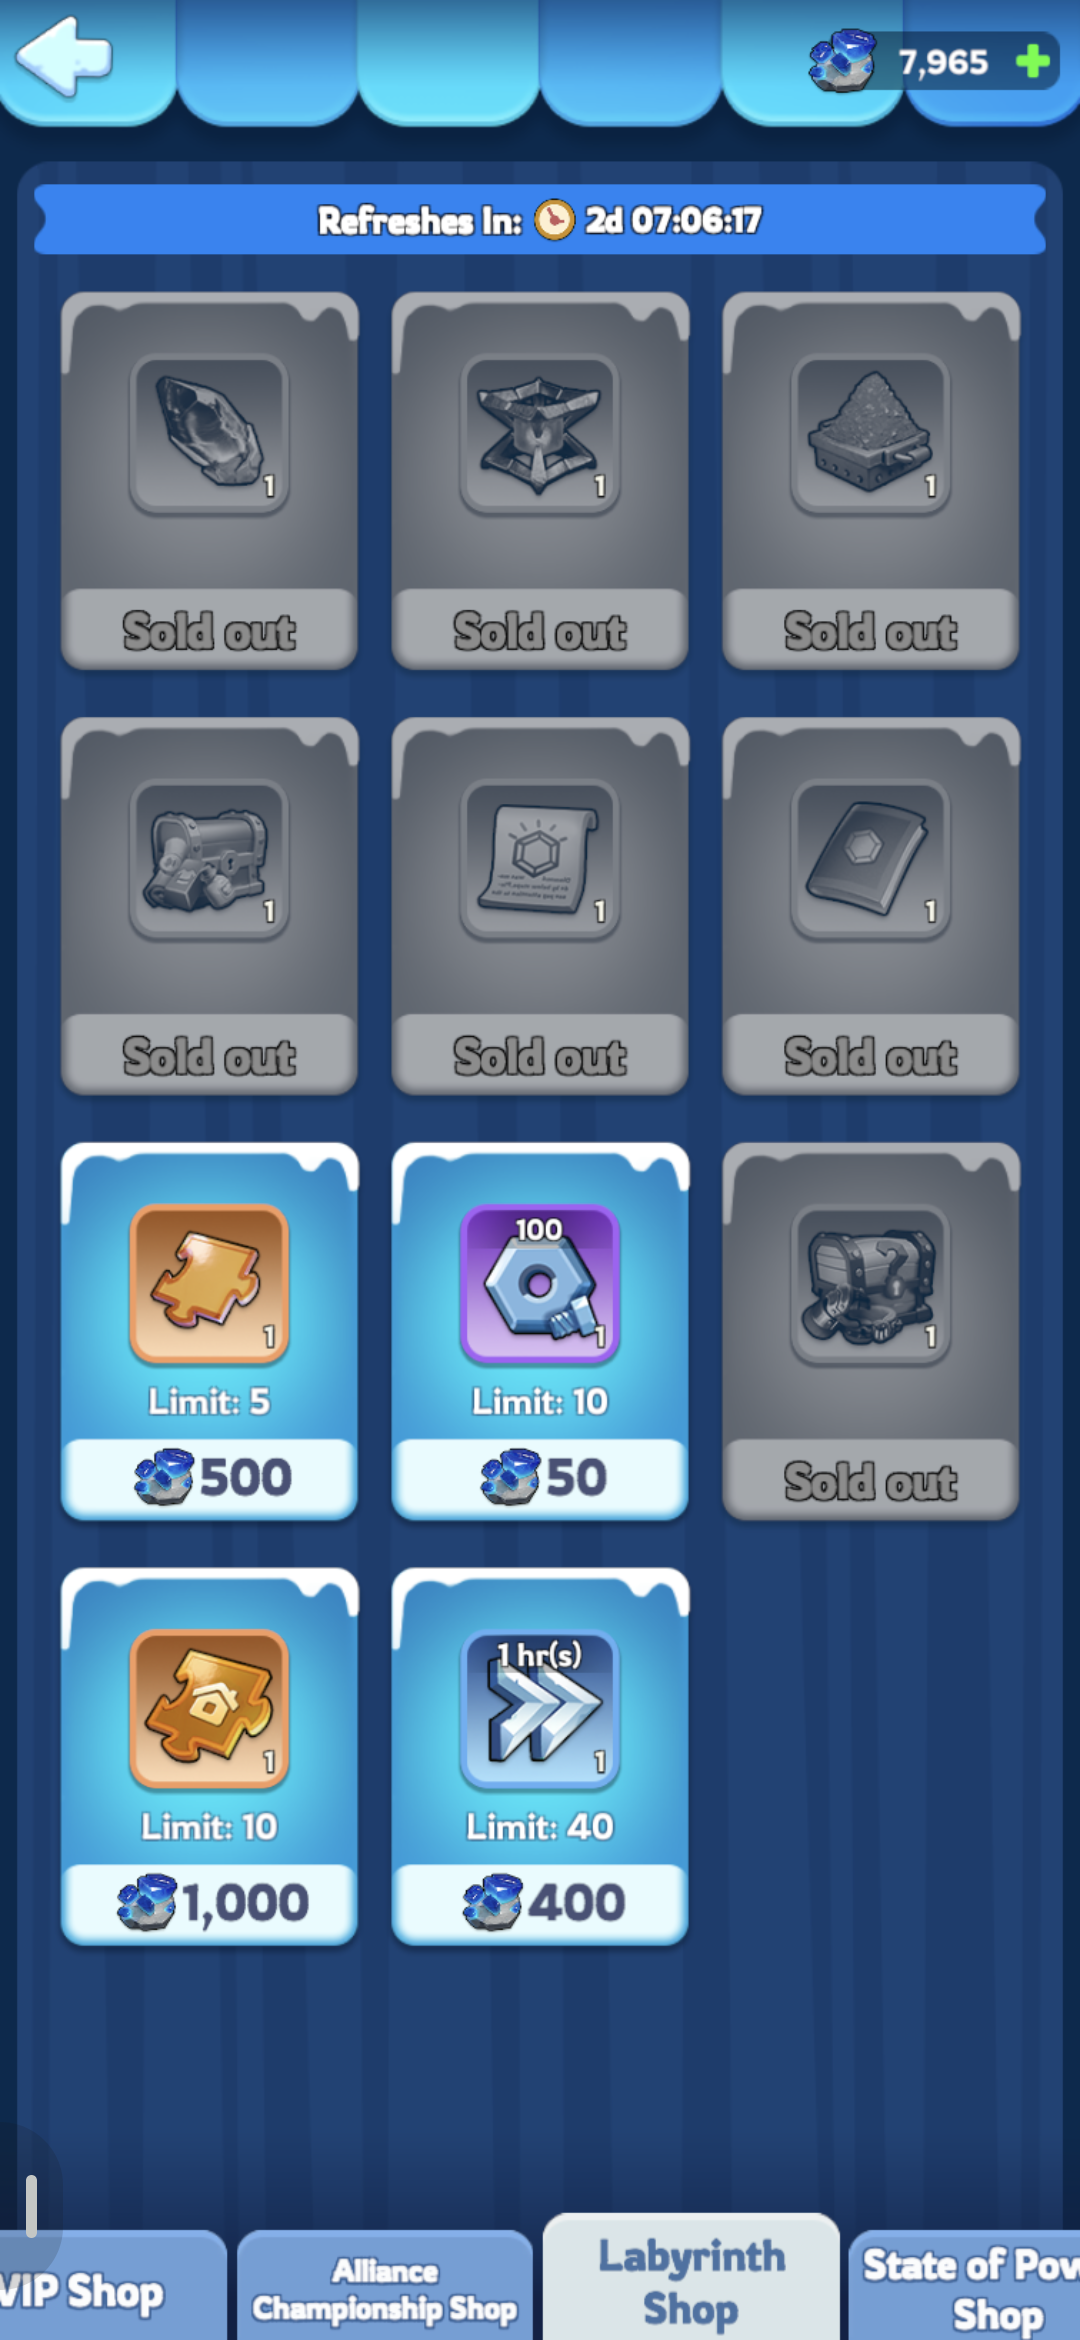 7,965
Refreshes In: 2d 07:06:17
1
1
1
Sold out
Sold out
Sold out
1
1
1
Sold out
Sold out
Sold out
1
100
1
1
Limit: 5
Limit: 10
500
50
Sold out
1
1 hr(s)
1
Limit: 10
Limit: 40
1,000
400
VIP Shop
Alliance
Championship Shop
Labyrinth
Shop
State of Pow
Shop